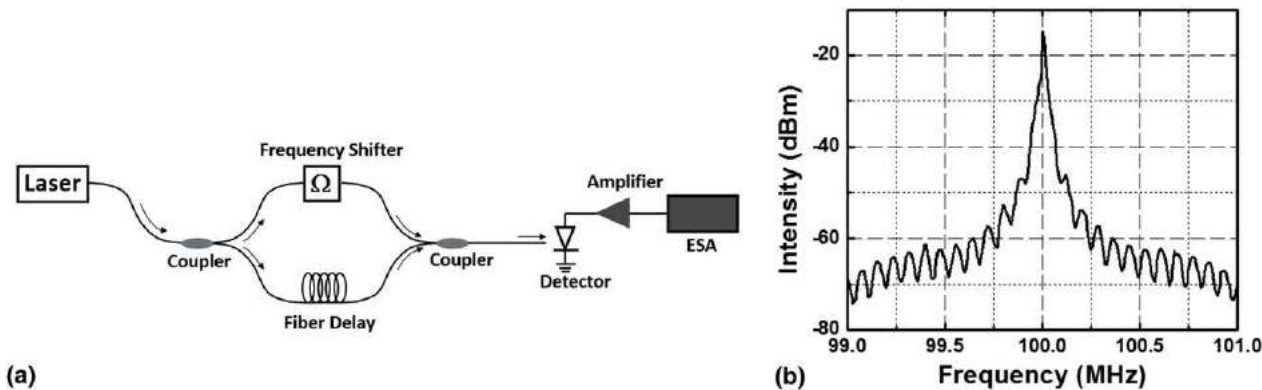 Laser
Frequency Shifter
Ω
Coupler
Fiber Delay
Coupler
Amplifier
Detector
ESA
(a)
Intensity (dBm)
-20
-40
-60
-80
99.0 99.5 100.0 100.5 101.0
Frequency (MHz)
(b)